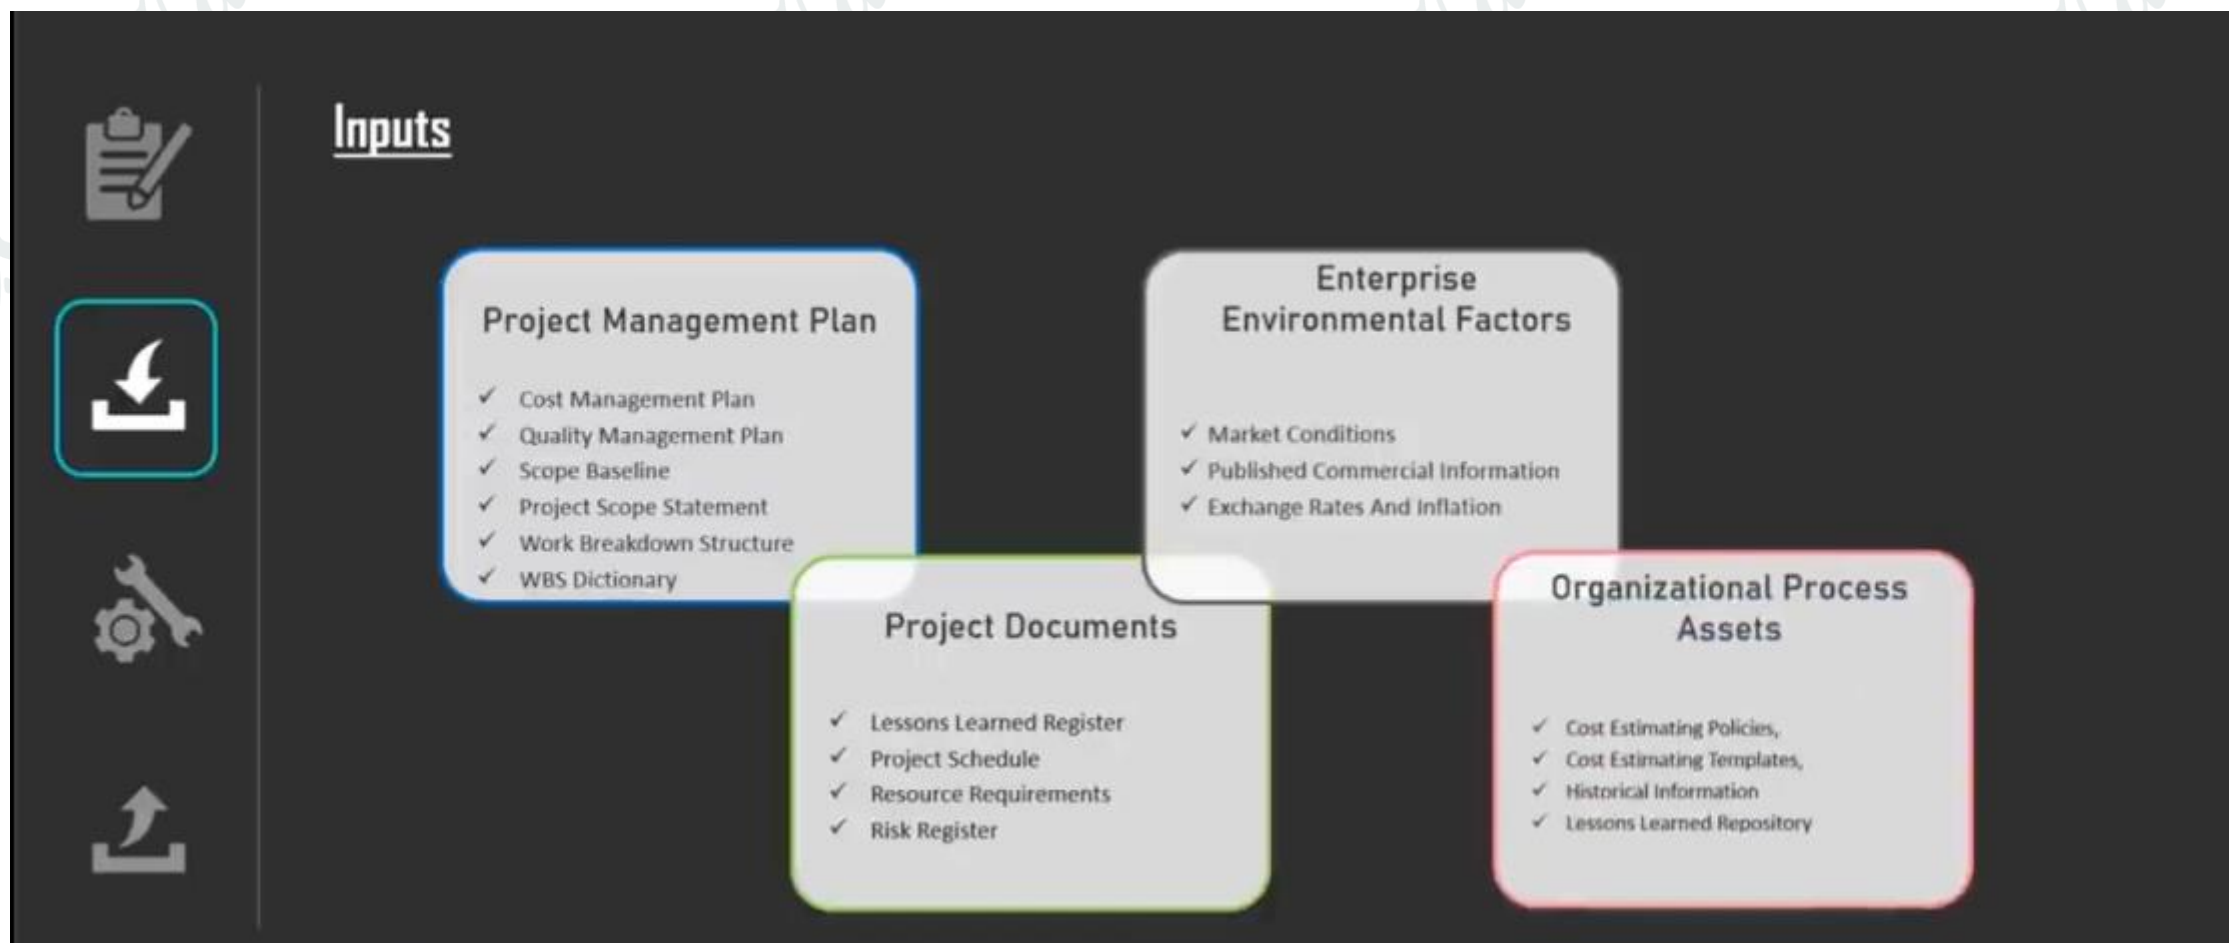 Inputs
Project Management Plan
✓ Cost Management Plan
✓ Quality Management Plan
✓ Scope Baseline
✓ Project Scope Statement
✓ Work Breakdown Structure
✓ WBS Dictionary
Enterprise
Environmental Factors
✓ Market Conditions
✓ Published Commercial Information
✓ Exchange Rates And Inflation
Project Documents
✓ Lessons Learned Register
✓ Project Schedule
✓ Resource Requirements
✓ Risk Register
Organizational Process
Assets
✓ Cost Estimating Policies,
✓ Cost Estimating Templates,
✓ Historical Information
✓ Lessons Learned Repository